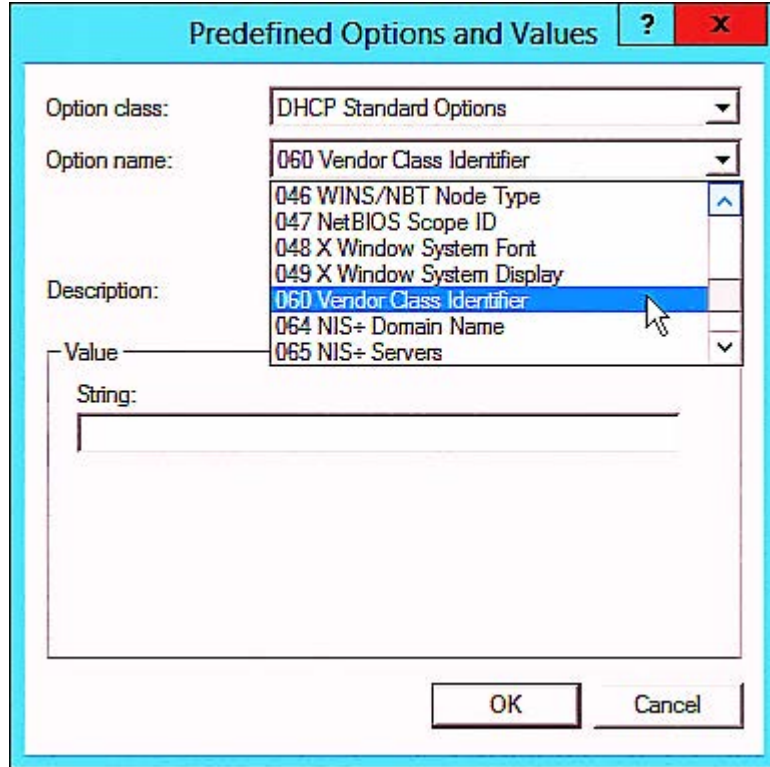 Predefined Options and Values ? x
Option class: DHCP Standard Options
Option name: 060 Vendor Class Identifier
046 WINS/NBT Node Type
047 NetBIOS Scope ID
048 X Window System Font
049 X Window System Display
Description: 060 Vendor Class Identifier
064 NIS+ Domain Name
Value 065 NIS+ Servers
String:
OK Cancel